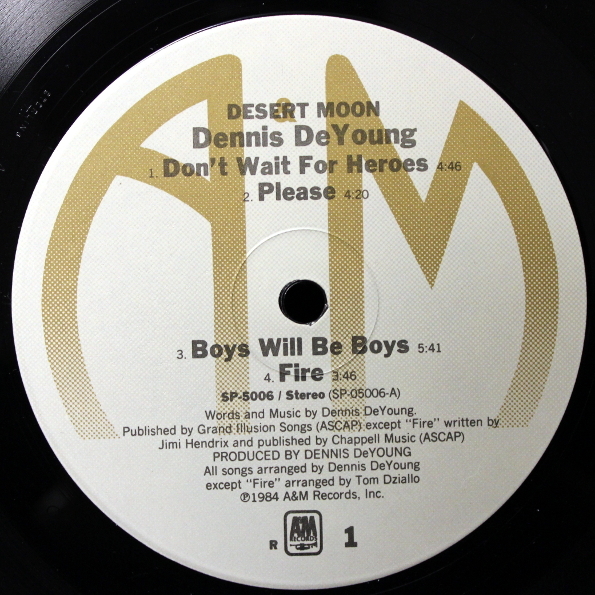 DESERT MOON
Dennis DeYoung
1. Don't Wait For Heroes 4:46
2. Please 4:20
3. Boys Will Be Boys 5:41
4. Fire 3:46
SP-5006 / Stereo (SP-05006-A)
Words and Music by Dennis DeYoung.
Published by Grand Illusion Songs (ASCAP) except "Fire" written by
Jimi Hendrix and published by Chappell Music (ASCAP)
PRODUCED BY DENNIS DeYOUNG
All songs arranged by Dennis DeYoung
except "Fire" arranged by Tom Dziallo
℗1984 A&M Records, Inc.
R A&M RECORDS 1